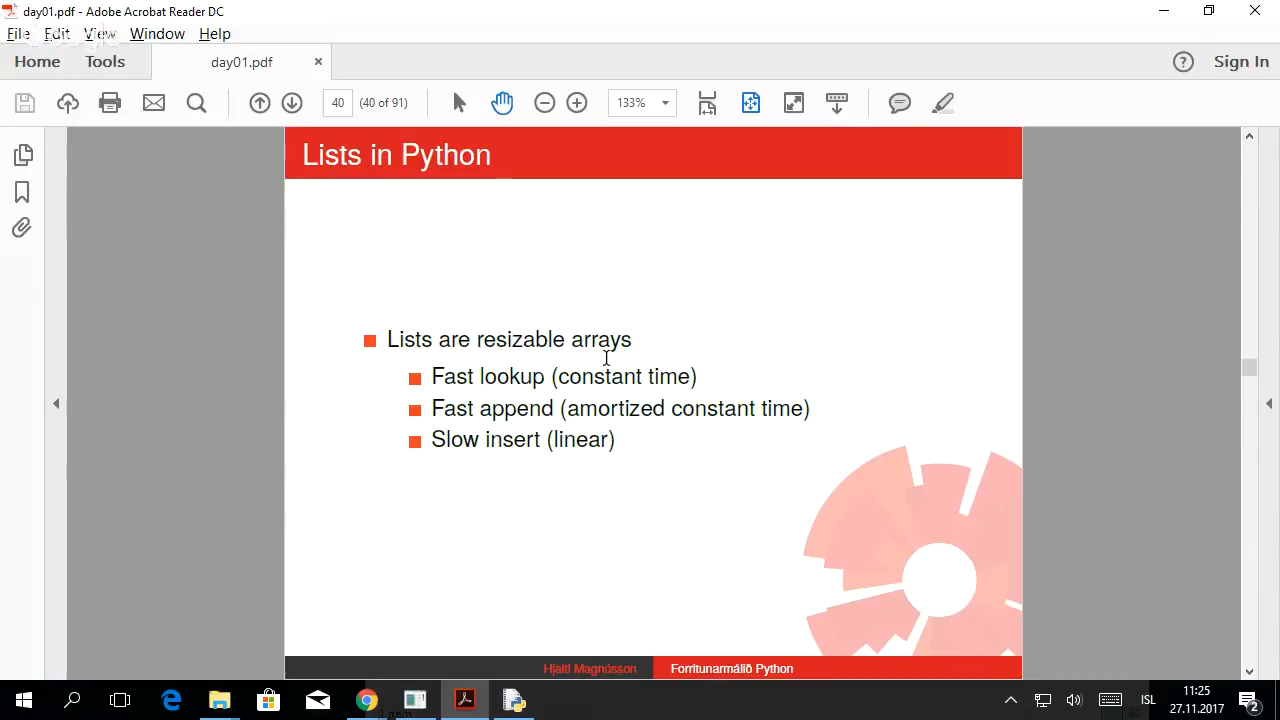 day01.pdf - Adobe Acrobat Reader DC
File Edit View Window Help
Home Tools day01.pdf × ? Sign In
40 (40 of 91) 133%
Lists in Python
Lists are resizable arrays
Fast lookup (constant time)
Fast append (amortized constant time)
Slow insert (linear)
Hjalti Magnússon Forritunarmálið Python
ISL 11:25
27.11.2017 2